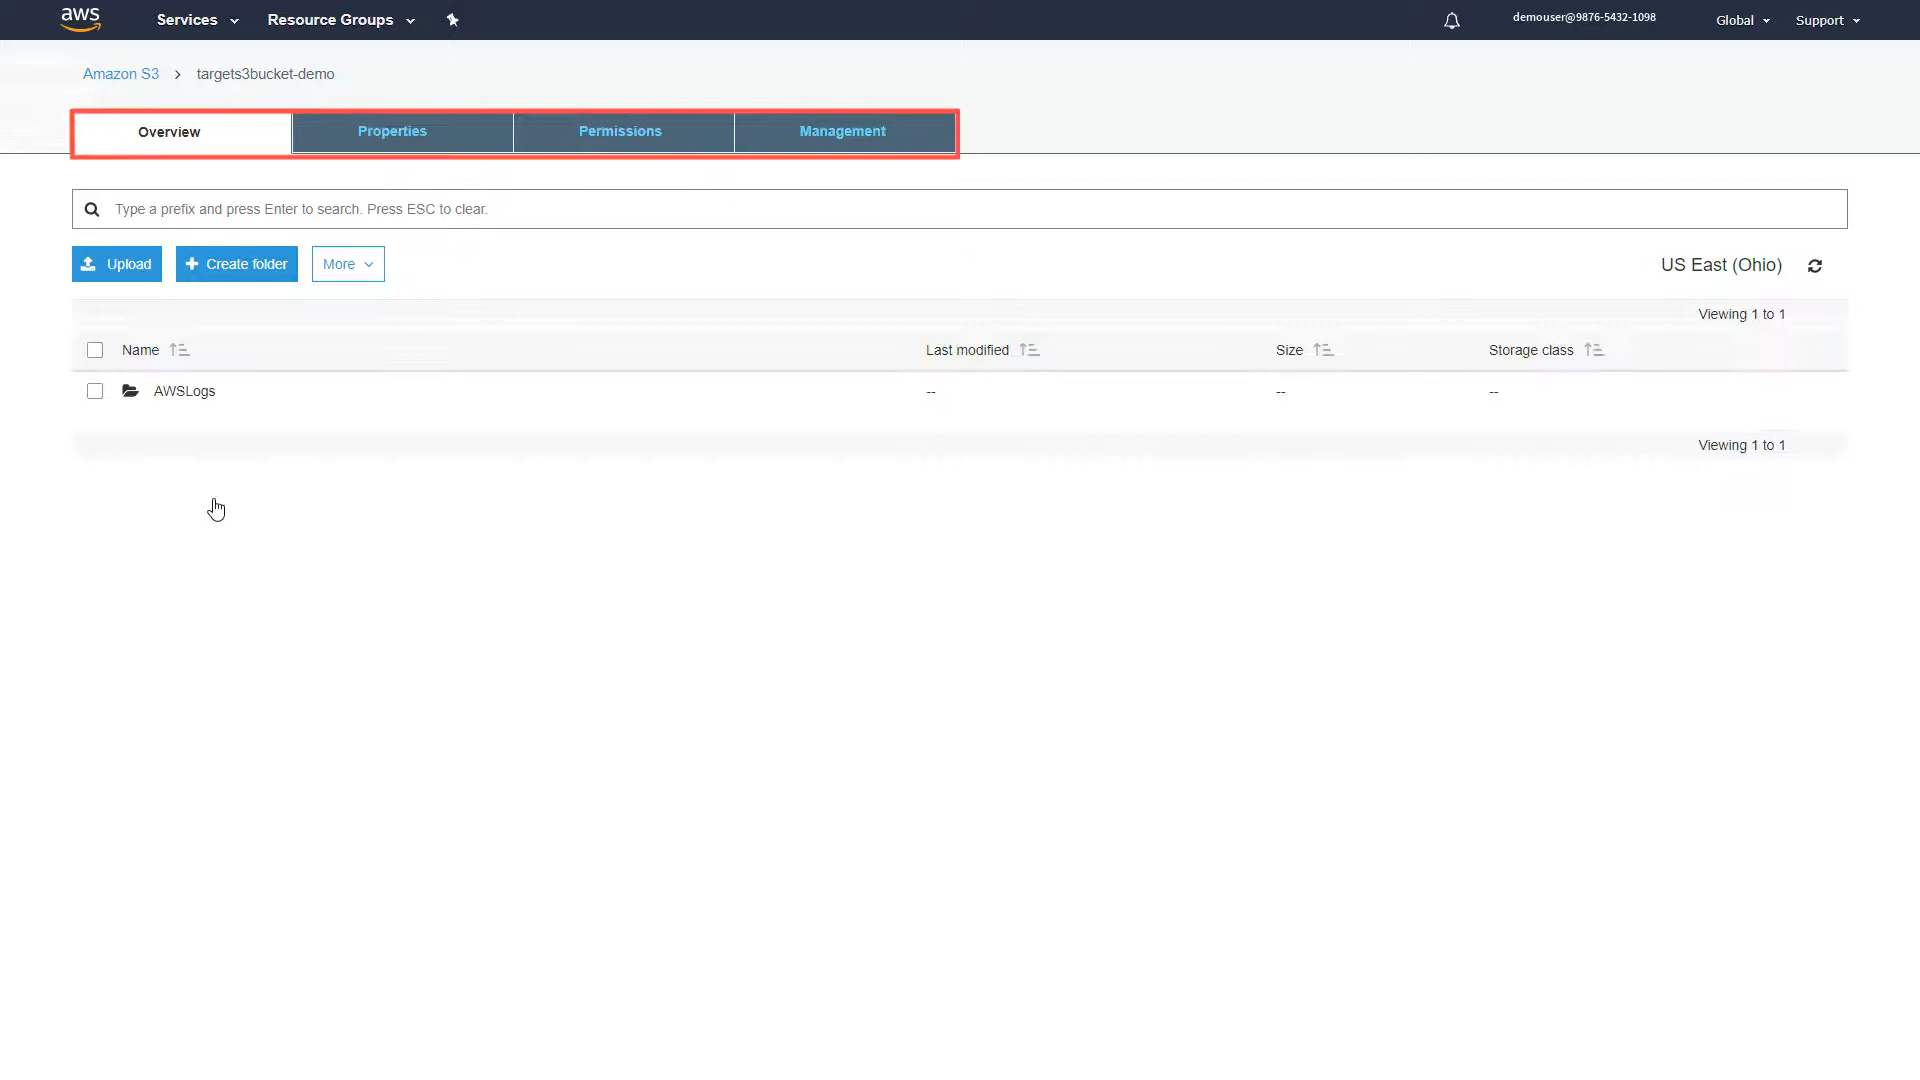 aws Services Resource Groups demouser@9876-5432-1098 Global Support
Amazon S3 > targets3bucket-demo
Overview Properties Permissions Management
Type a prefix and press Enter to search. Press ESC to clear.
Upload Create folder More US East (Ohio)
Viewing 1 to 1
Name Last modified Size Storage class
AWSLogs -- -- --
Viewing 1 to 1